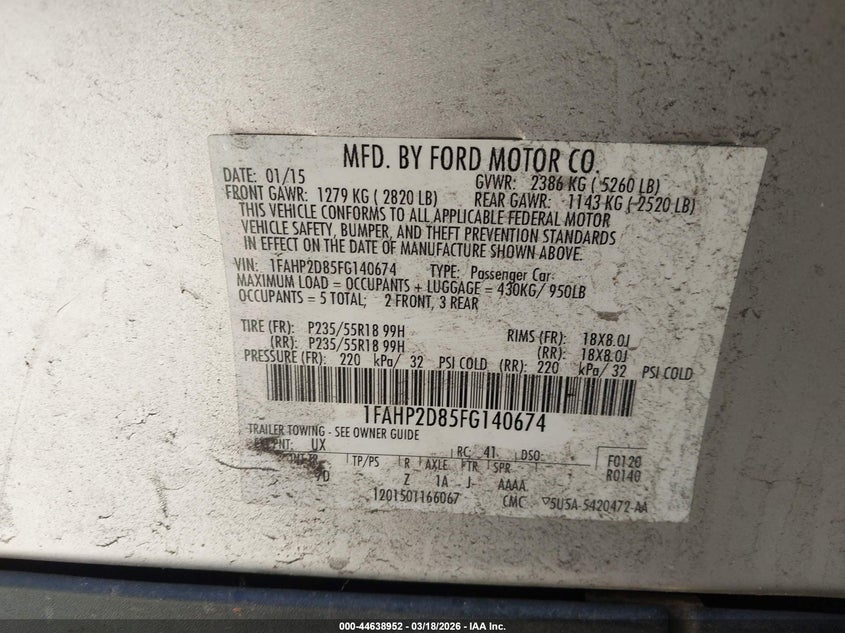 MFD. BY FORD MOTOR CO.
DATE: 01/15 GVWR: 2386 KG ( 5260 LB)
FRONT GAWR: 1279 KG ( 2820 LB) REAR GAWR: 1143 KG ( 2520 LB)
THIS VEHICLE CONFORMS TO ALL APPLICABLE FEDERAL MOTOR
VEHICLE SAFETY, BUMPER, AND THEFT PREVENTION STANDARDS
IN EFFECT ON THE DATE OF MANUFACTURE SHOWN ABOVE.
VIN: 1FAHP2D85FG140674 TYPE: Passenger Car
MAXIMUM LOAD = OCCUPANTS + LUGGAGE = 430KG/ 950LB
OCCUPANTS = 5 TOTAL; 2 FRONT, 3 REAR
TIRE (FR): P235/55R18 99H RIMS (FR): 18X8.0J
(RR): P235/55R18 99H (RR): 18X8.0J
PRESSURE (FR): 220 kPa/ 32 PSI COLD (RR): 220 kPa/ 32 PSI COLD
1FAHP2D85FG140674
TRAILER TOWING - SEE OWNER GUIDE
UX RC: 41 DSO:
TP/PS R AXLE TR SPR F0120
Z 1A J AAAA R0140
1201501166067 CMC 5U5A-5420472-AA
000-44638952 — 03/18/2026 — IAA Inc.